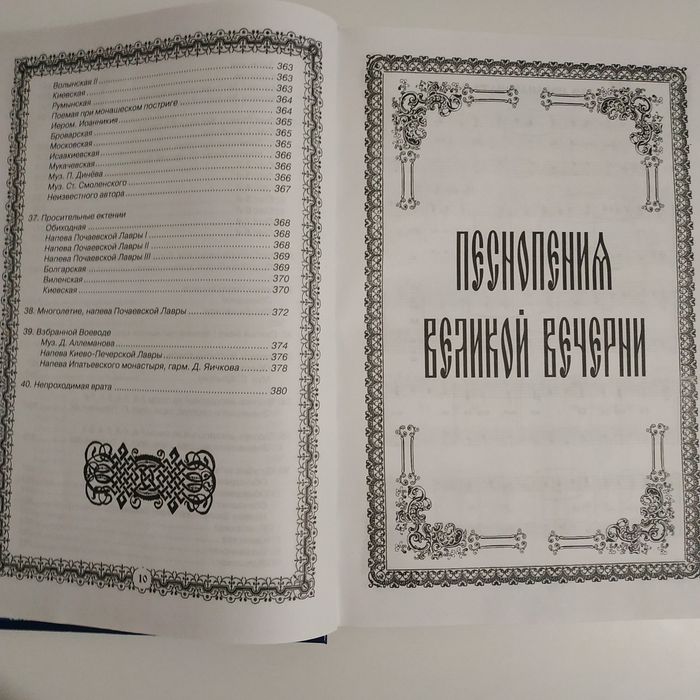 Волынская II ........ 363
Киевская ........ 363
Румынская ........ 363
Поемая при монашеском постриге ........ 364
Иером. Иоанникия ........ 364
Броварская ........ 365
Московская ........ 365
Исаакиевская ........ 365
Мукачевская ........ 366
Муз. П. Динёва ........ 366
Муз. Ст. Смоленского ........ 366
Неизвестного автора ........ 367
37. Просительные ектении
Обиходная ........ 368
Напева Почаевской Лавры I ........ 368
Напева Почаевской Лавры II ........ 368
Напева Почаевской Лавры III ........ 369
Болгарская ........ 369
Виленская ........ 370
Киевская ........ 370
38. Многолетие, напева Почаевской Лавры ........ 372
39. Взбранной Воеводе
Муз. Д. Аллеманова ........ 374
Напева Киево-Печерской Лавры ........ 376
Напева Ипатьевского монастыря, гарм. Д. Яичкова ........ 378
40. Непроходимая врата ........ 380
10
ПЕСНОПЕНИѦ
ВЕЛИКОЙ ВЕЧЕРНИ